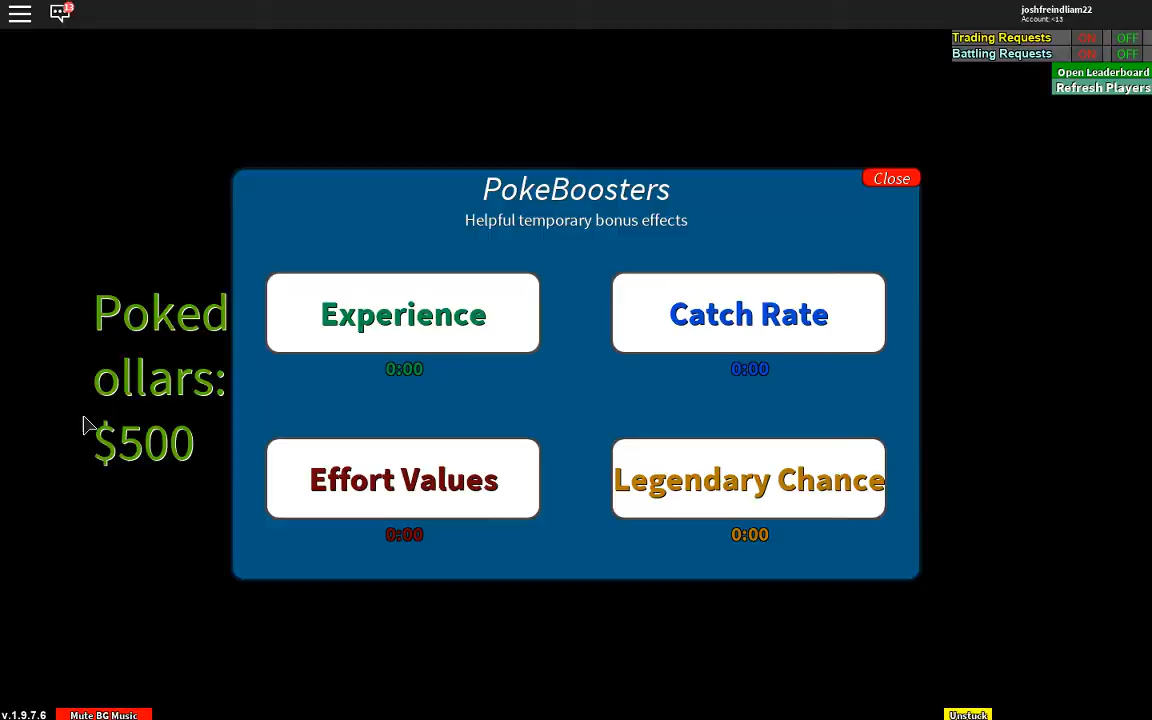 13
joshfreindliam22
Account: <13
Trading Requests ON OFF
Battling Requests ON OFF
Open Leaderboard
Refresh Players
PokeBoosters
Close
Helpful temporary bonus effects
Experience
Catch Rate
0:00
0:00
Poked
ollars:
$500
Effort Values
Legendary Chance
0:00
0:00
v.1.9.7.6
Mute BG Music
Unstuck